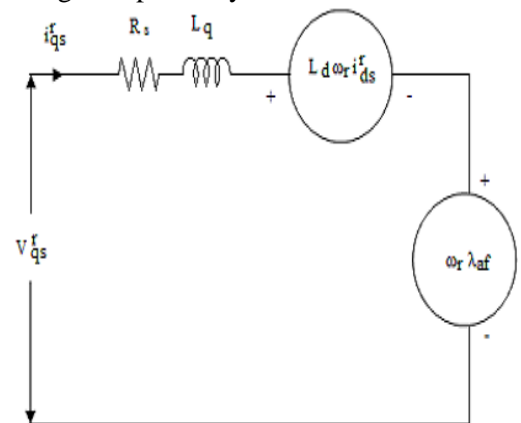 i^r_qs
R_s
L_q
L_d ω_r i^r_ds
+
-
+
V^r_qs
ω_r λ_af
-